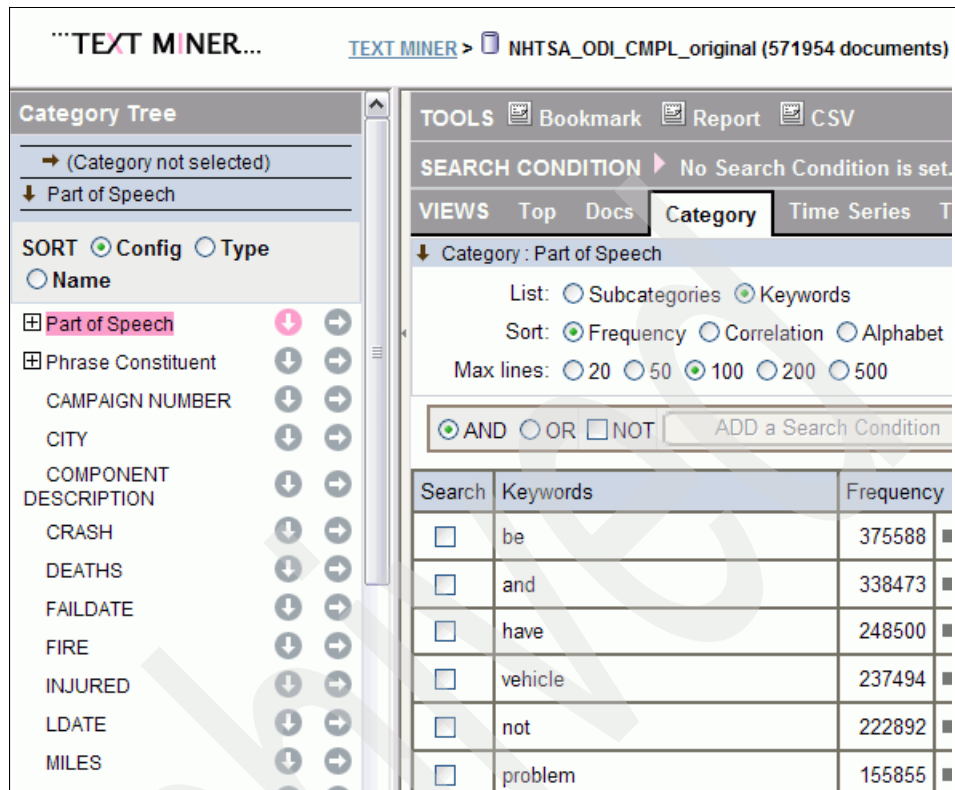 TEXT MINER...
TEXT MINER > NHTSA_ODI_CMPL_original (571954 documents)
Category Tree
(Category not selected)
Part of Speech
SORT Config Type
Name
Part of Speech
Phrase Constituent
CAMPAIGN NUMBER
CITY
COMPONENT
DESCRIPTION
CRASH
DEATHS
FAILDATE
FIRE
INJURED
LDATE
MILES
TOOLS Bookmark Report CSV
SEARCH CONDITION No Search Condition is set.
VIEWS Top Docs Category Time Series T
Category : Part of Speech
List: Subcategories Keywords
Sort: Frequency Correlation Alphabet
Max lines: 20 50 100 200 500
AND OR NOT ADD a Search Condition
Search Keywords Frequency
be 375588
and 338473
have 248500
vehicle 237494
not 222892
problem 155855